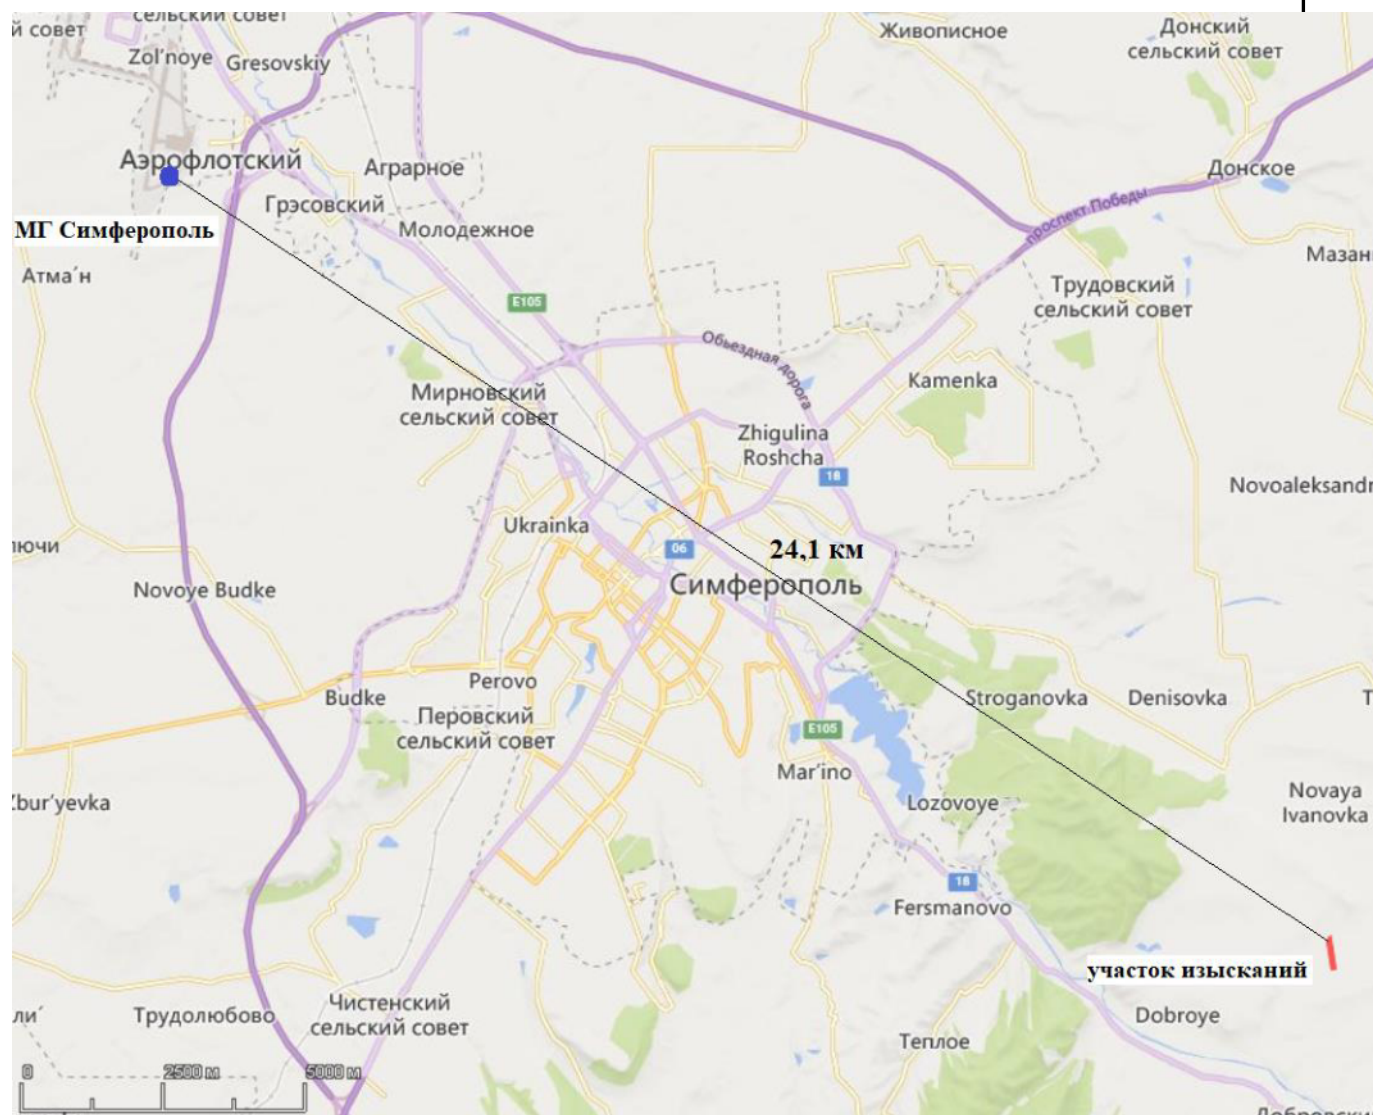 сельский совет
й совет
Живописное
Донский
сельский совет
Zol'noye
Gresovskiy
Аэрофлотский
Аграрное
Донское
Грэсовский
проспект Победы
МГ Симферополь
Молодежное
Мазан
Атма´н
Трудовский
сельский совет
E105
Обьездная дорога
Kamenka
Мирновский
сельский совет
Zhigulina
Roshcha
18
Novoaleksandr
Ukrainka
ючи
06
24,1 км
Симферополь
Novoye Budke
Perovo
Budke
Stroganovka
Denisovka
Перовский
сельский совет
E105
Mar'ino
Zbur'yevka
Lozovoye
Novaya
Ivanovka
18
Fersmanovo
участок изысканий
ли´
Трудолюбово
Чистенский
сельский совет
Dobroye
Теплое
0
2500 м
5000 м
Добровский